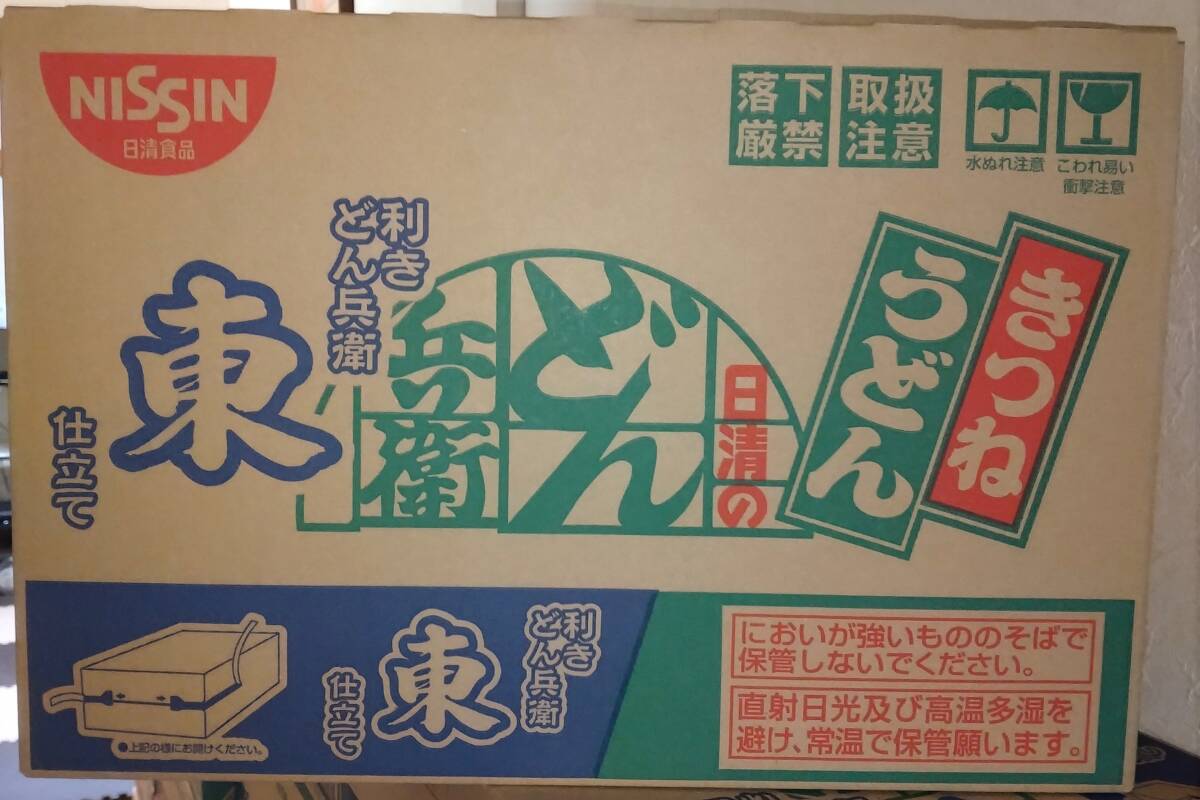 NISSIN
日清食品
落下
厳禁
取扱
注意
水ぬれ注意
こわれ易い
衝撃注意
きつね
うどん
日清の
どん
兵衛
利き
どん兵衛
東
仕立て
利き
どん兵衛
東
仕立て
●上記の様にお開けください。
においが強いもののそばで
保管しないでください。
直射日光及び高温多湿を
避け、常温で保管願います。